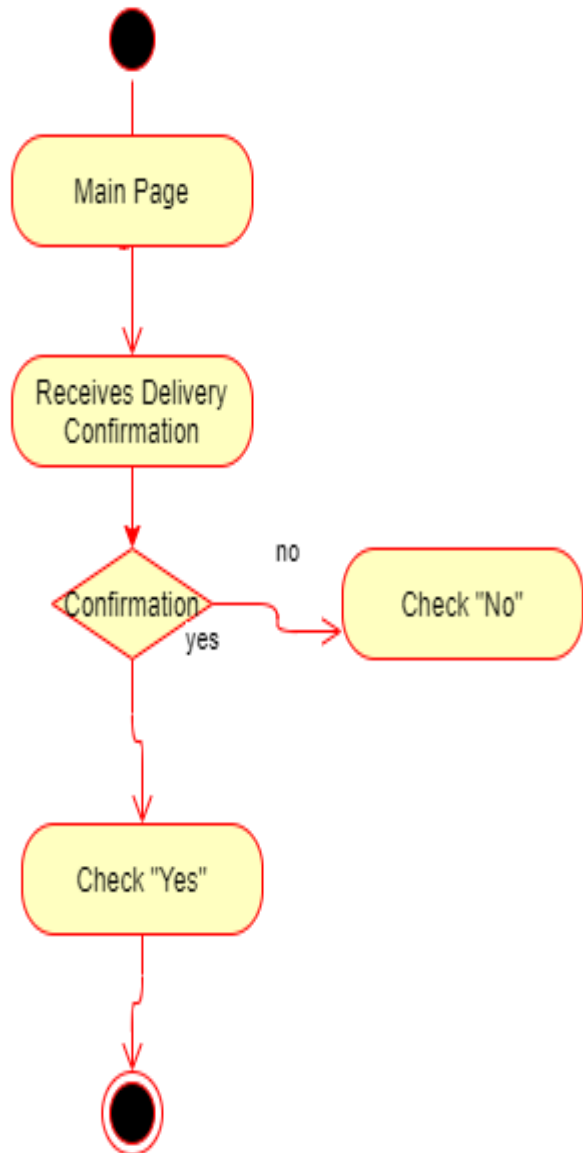 Main Page
Receives Delivery
Confirmation
Confirmation
no
yes
Check "No"
Check "Yes"